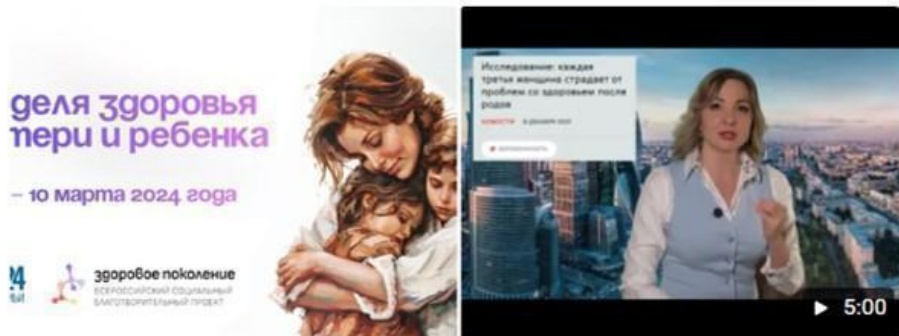 деля здоровья
тери и ребенка
– 10 марта 2024 года
здоровое поколение
ВСЕРОССИЙСКИЙ СОЦИАЛЬНЫЙ
БЛАГОТВОРИТЕЛЬНЫЙ ПРОЕКТ
Исследование: каждая
третья женщина страдает от
проблем со здоровьем после
родов
НОВОСТИ
5:00